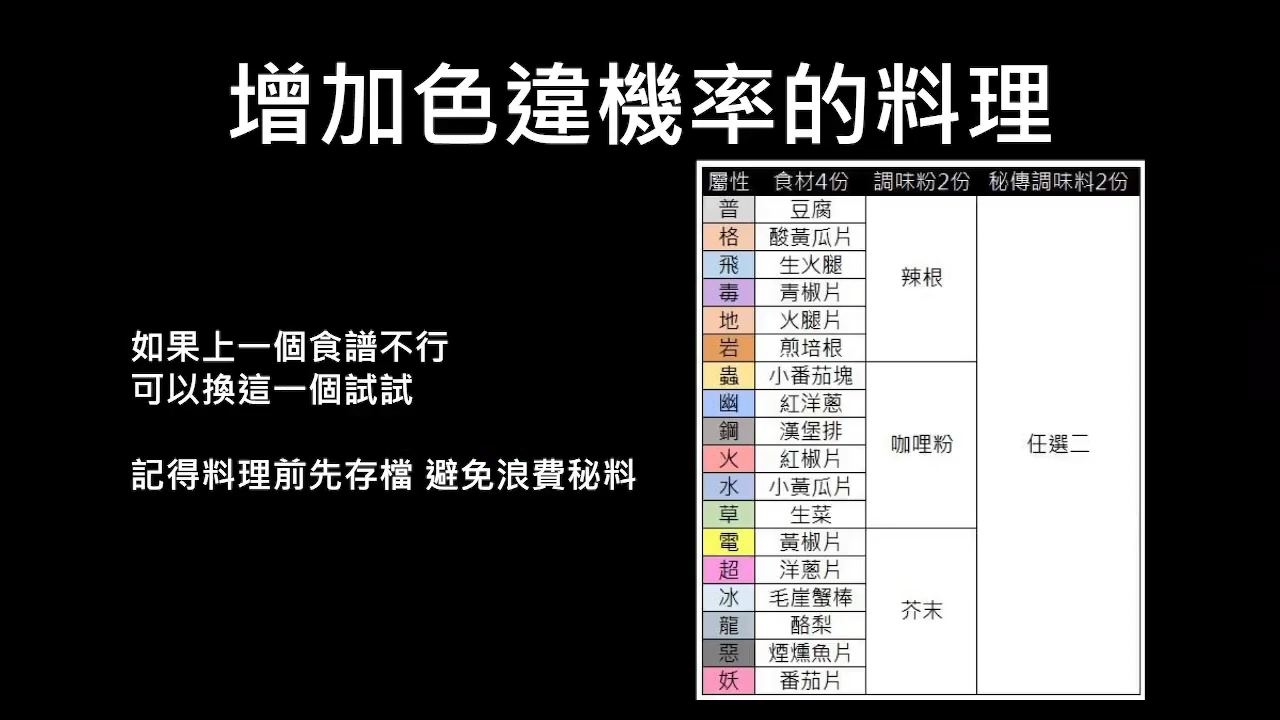 增加色違機率的料理
如果上一個食譜不行
可以換這一個試試
記得料理前先存檔 避免浪費秘料
屬性 食材4份 調味粉2份 秘傳調味料2份
普 豆腐
格 酸黃瓜片
飛 生火腿
辣根
毒 青椒片
地 火腿片
岩 煎培根
蟲 小番茄塊
幽 紅洋蔥
鋼 漢堡排
咖哩粉 任選二
火 紅椒片
水 小黃瓜片
草 生菜
電 黃椒片
超 洋蔥片
冰 毛崖蟹棒
芥末
龍 酪梨
惡 煙燻魚片
妖 番茄片